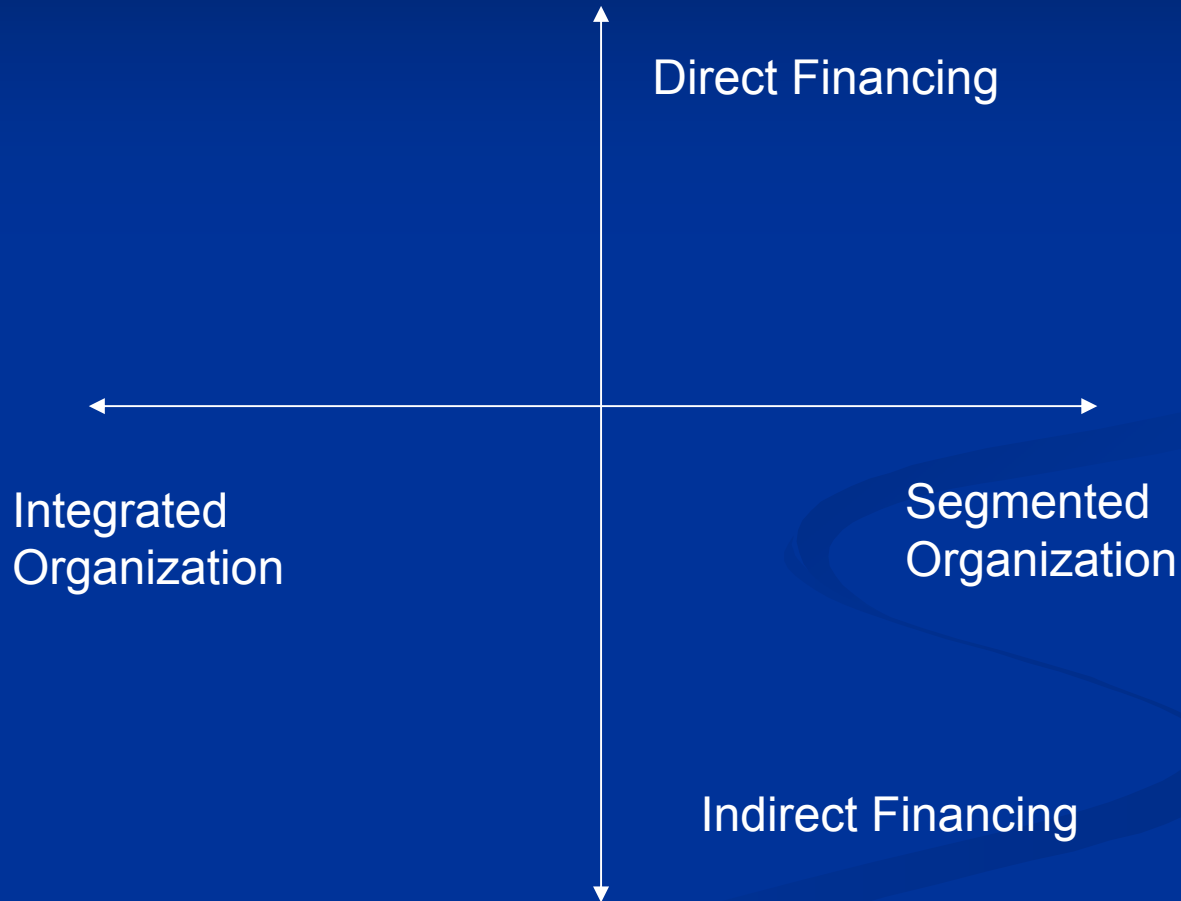 Direct Financing
Integrated
Organization
Segmented
Organization
Indirect Financing